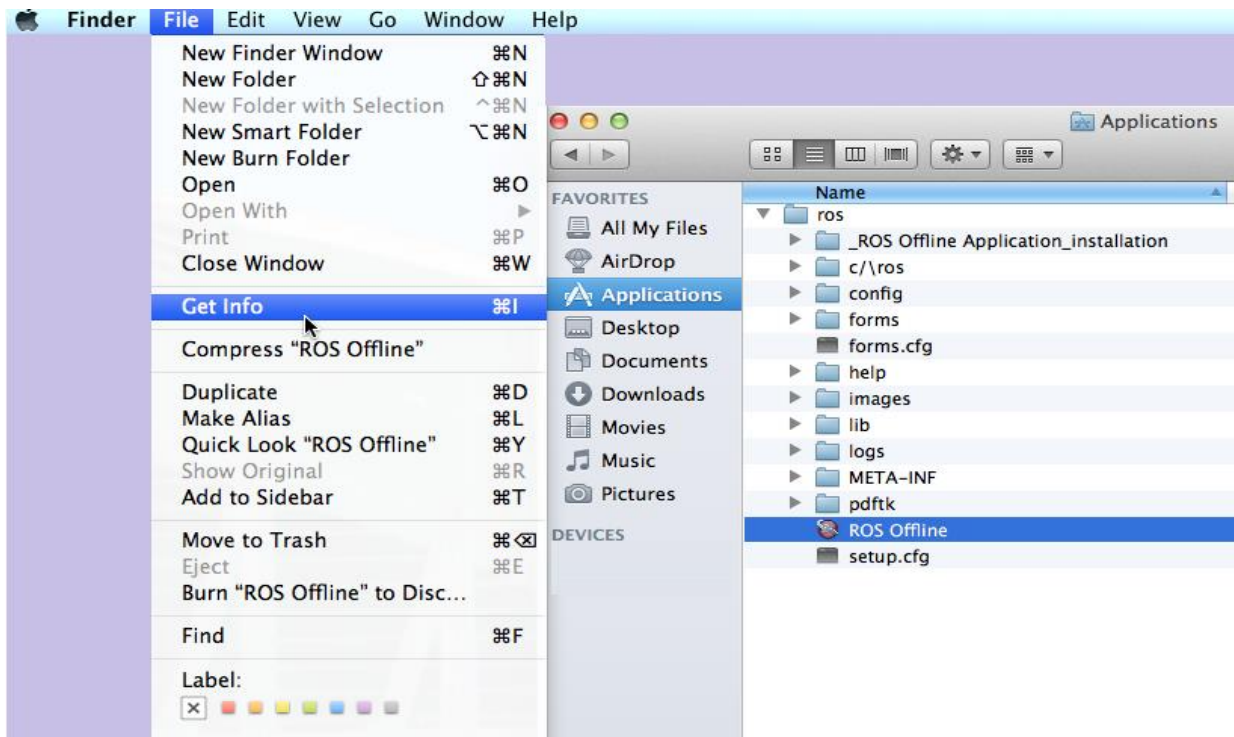 Finder File Edit View Go Window Help
New Finder Window ⌘N
New Folder ⇧⌘N
New Folder with Selection ^⌘N
New Smart Folder ⌥⌘N
New Burn Folder
Open ⌘O
Open With ▶
Print ⌘P
Close Window ⌘W
Get Info ⌘I
Compress “ROS Offline”
Duplicate ⌘D
Make Alias ⌘L
Quick Look “ROS Offline” ⌘Y
Show Original ⌘R
Add to Sidebar ⌘T
Move to Trash ⌘⌫
Eject ⌘E
Burn “ROS Offline” to Disc...
Find ⌘F
Label:
Applications
FAVORITES
All My Files
AirDrop
Applications
Desktop
Documents
Downloads
Movies
Music
Pictures
DEVICES
Name
ros
_ROS Offline Application_installation
c/\ros
config
forms
forms.cfg
help
images
lib
logs
META-INF
pdftk
ROS Offline
setup.cfg